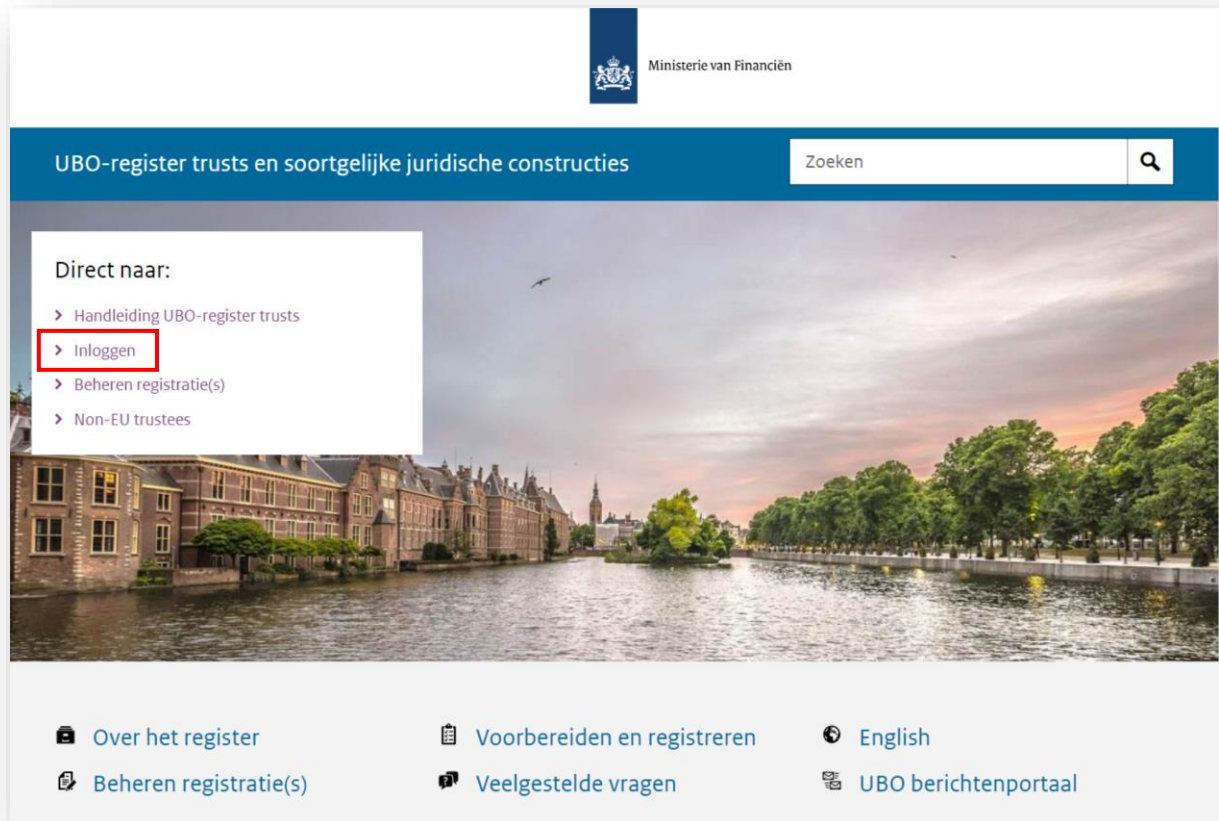 Ministerie van Financiën
UBO-register trusts en soortgelijke juridische constructies
Zoeken
Direct naar:
Handleiding UBO-register trusts
Inloggen
Beheren registratie(s)
Non-EU trustees
Over het register
Voorbereiden en registreren
English
Beheren registratie(s)
Veelgestelde vragen
UBO berichtenportaal